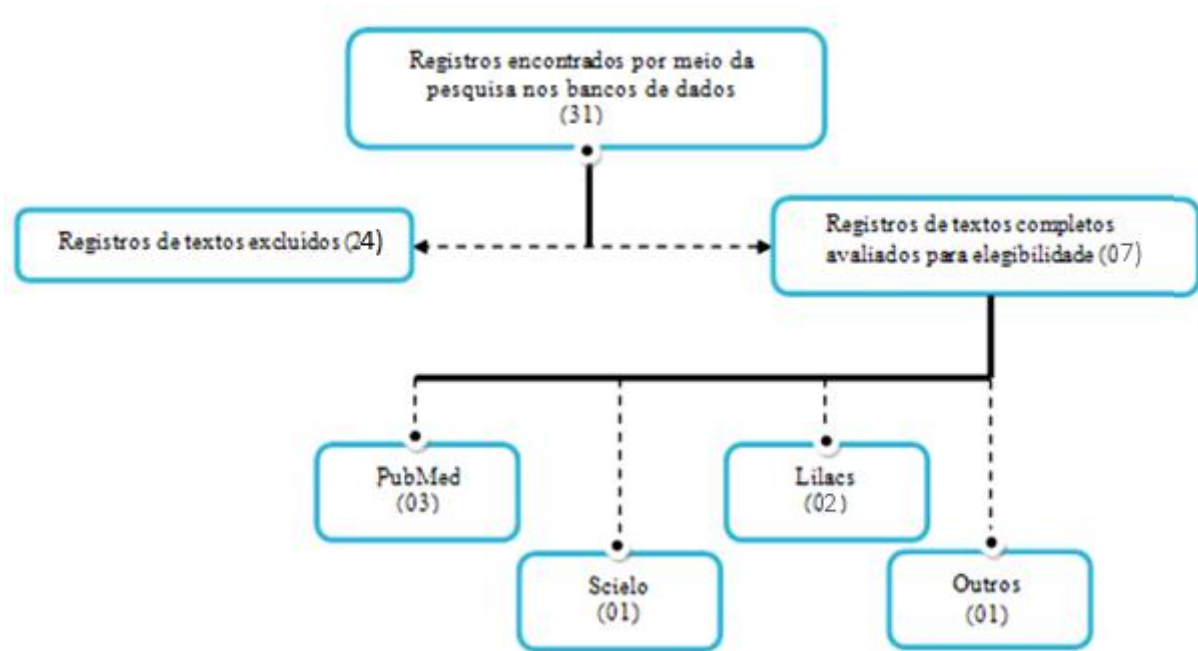 Registros encontrados por meio da
pesquisa nos bancos de dados
(31)
Registros de textos excluídos (24)
Registros de textos completos
avaliados para elegibilidade (07)
PubMed
(03)
Lilacs
(02)
Scielo
(01)
Outros
(01)